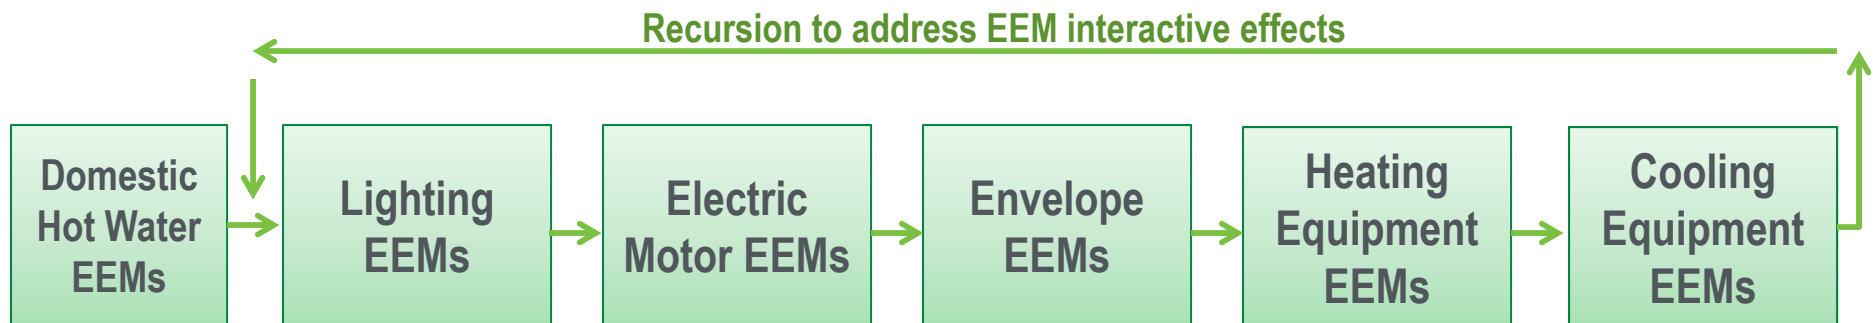 Recursion to address EEM interactive effects
Domestic
Hot Water
EEMs
Lighting
EEMs
Electric
Motor EEMs
Envelope
EEMs
Heating
Equipment
EEMs
Cooling
Equipment
EEMs